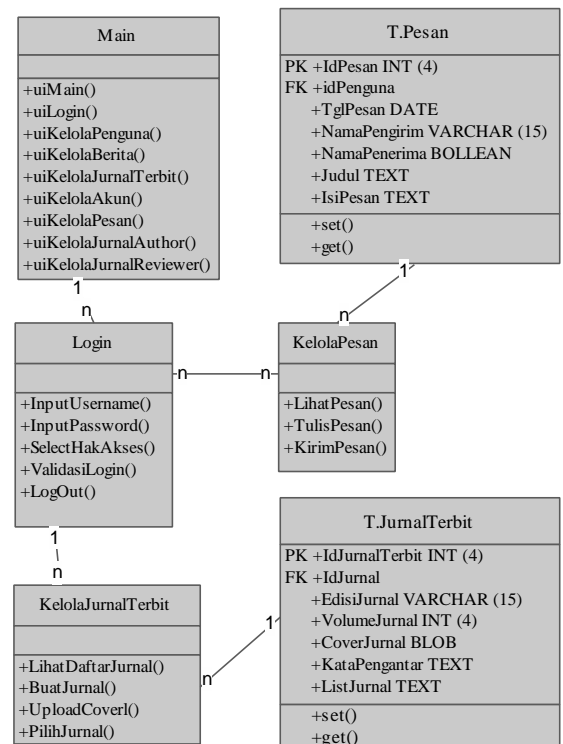 Main
+uiMain()
+uiLogin()
+uiKelolaPenguna()
+uiKelolaBerita()
+uiKelolaJurnalTerbit()
+uiKelolaAkun()
+uiKelolaPesan()
+uiKelolaJurnalAuthor()
+uiKelolaJurnalReviewer()
T.Pesan
PK +IdPesan INT (4)
FK +idPenguna
+TglPesan DATE
+NamaPengirim VARCHAR (15)
+NamaPenerima BOLLEAN
+Judul TEXT
+IsiPesan TEXT
+set()
+get()
1
n
1
n
Login
+InputUsername()
+InputPassword()
+SelectHakAkses()
+ValidasiLogin()
+LogOut()
n
n
KelolaPesan
+LihatPesan()
+TulisPesan()
+KirimPesan()
1
n
KelolaJurnalTerbit
+LihatDaftarJurnal()
+BuatJurnal()
+UploadCoverl()
+PilihJurnal()
n
1
T.JurnalTerbit
PK +IdJurnalTerbit INT (4)
FK +IdJurnal
+EdisiJurnal VARCHAR (15)
+VolumeJurnal INT (4)
+CoverJurnal BLOB
+KataPengantar TEXT
+ListJurnal TEXT
+set()
+get()